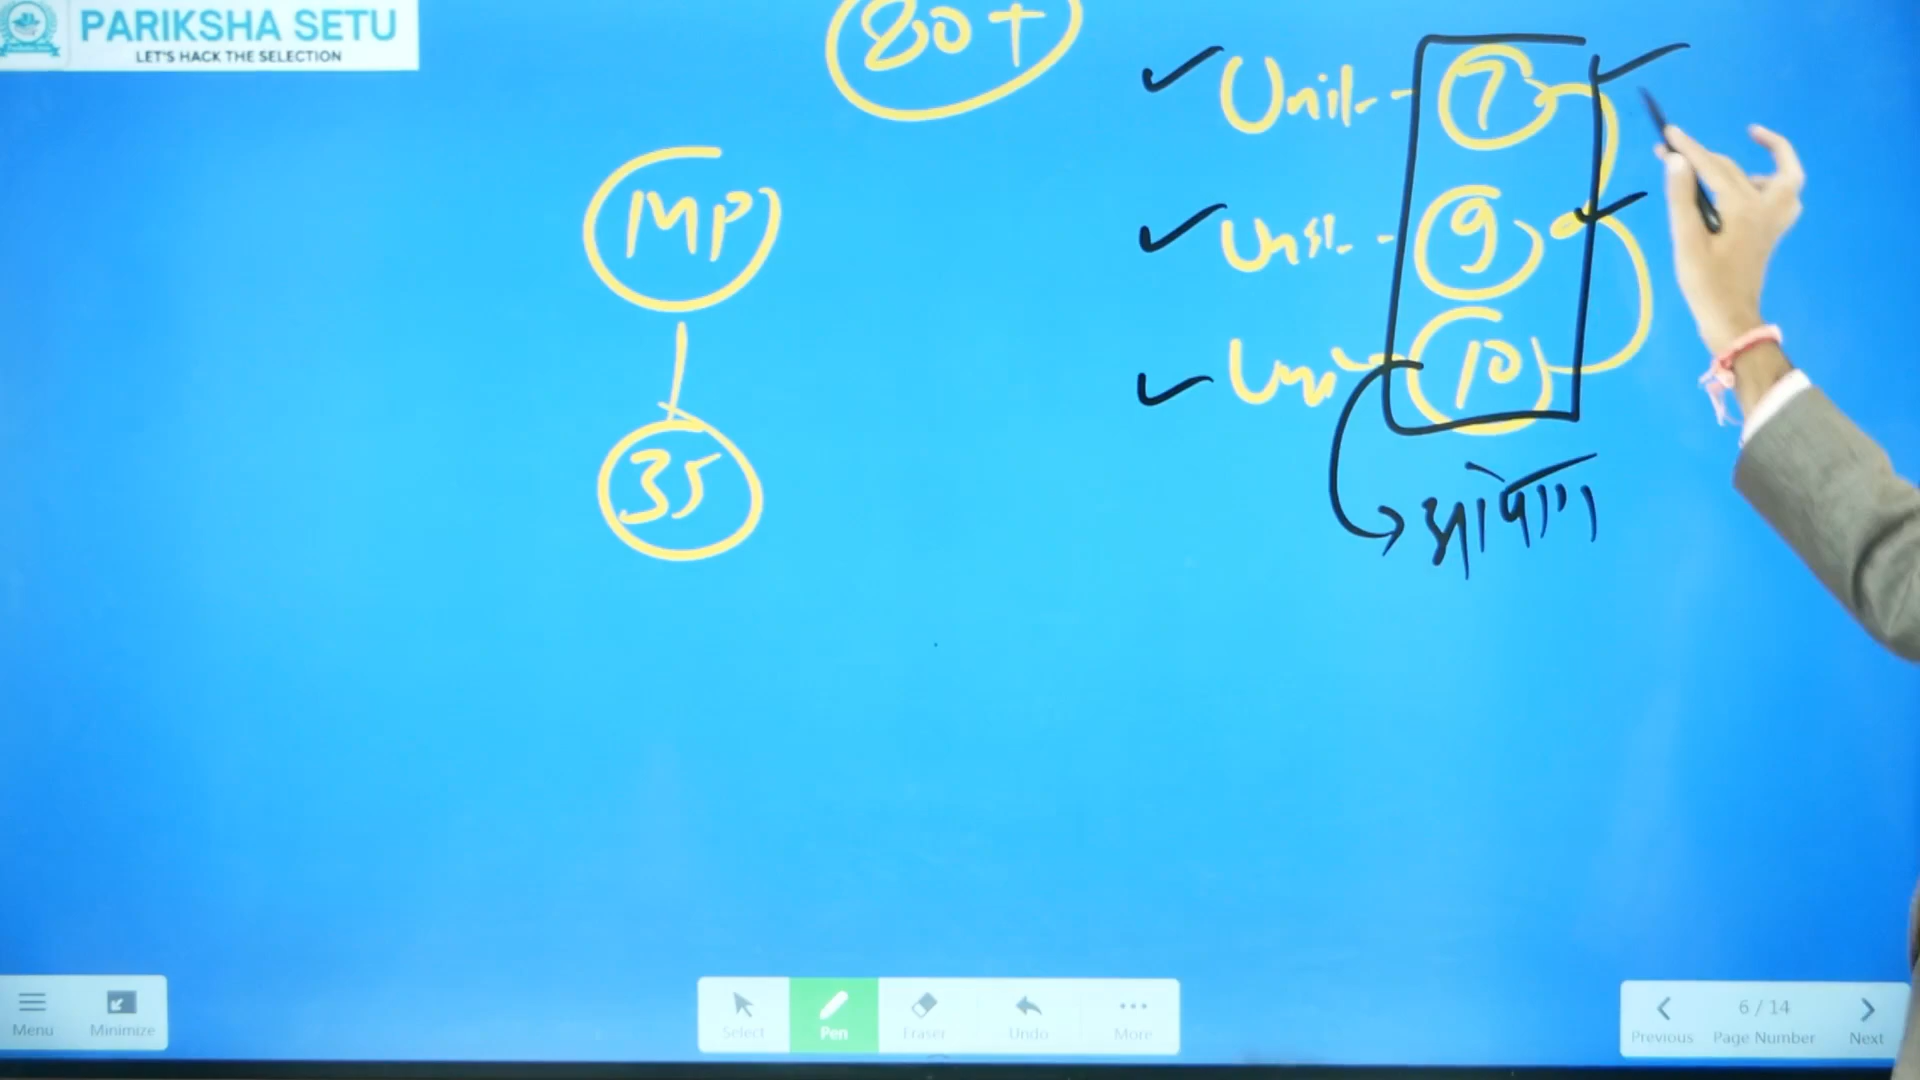 PARIKSHA SETU
LET'S HACK THE SELECTION
80+
Unit - 7
MP
Unit - 9
35
Unit - 10
आयोग
Menu
Minimize
Select
Pen
Eraser
Undo
More
Previous
6 / 14
Page Number
Next